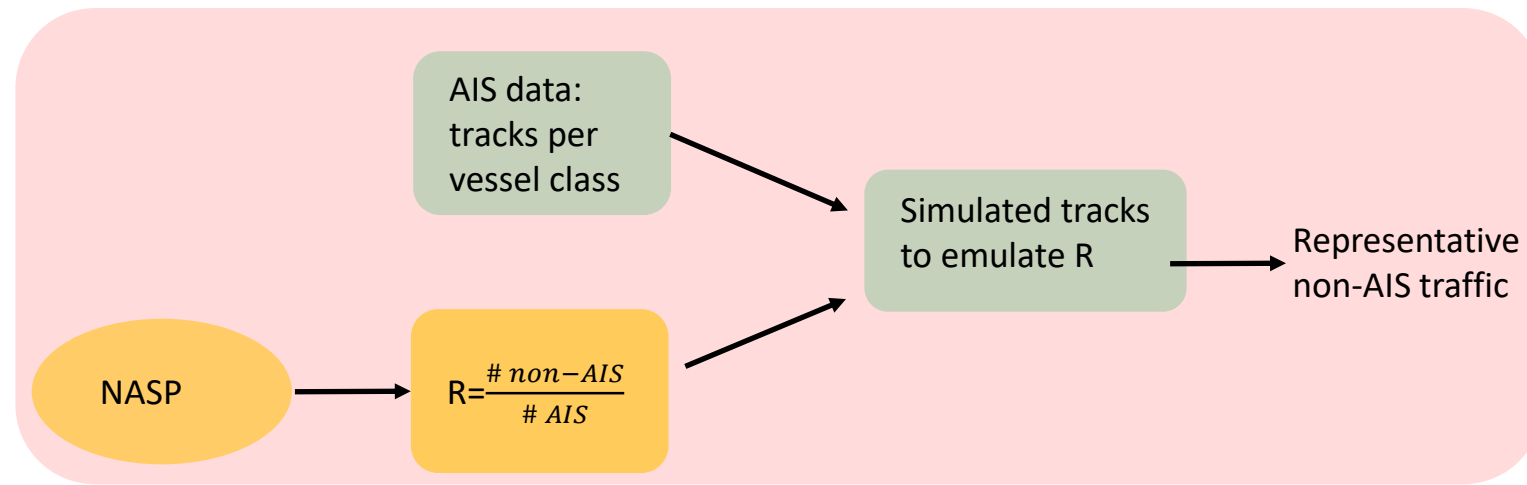 AIS data:
tracks per
vessel class
Simulated tracks
to emulate R
Representative
non-AIS traffic
NASP
R=# non−AIS / # AIS